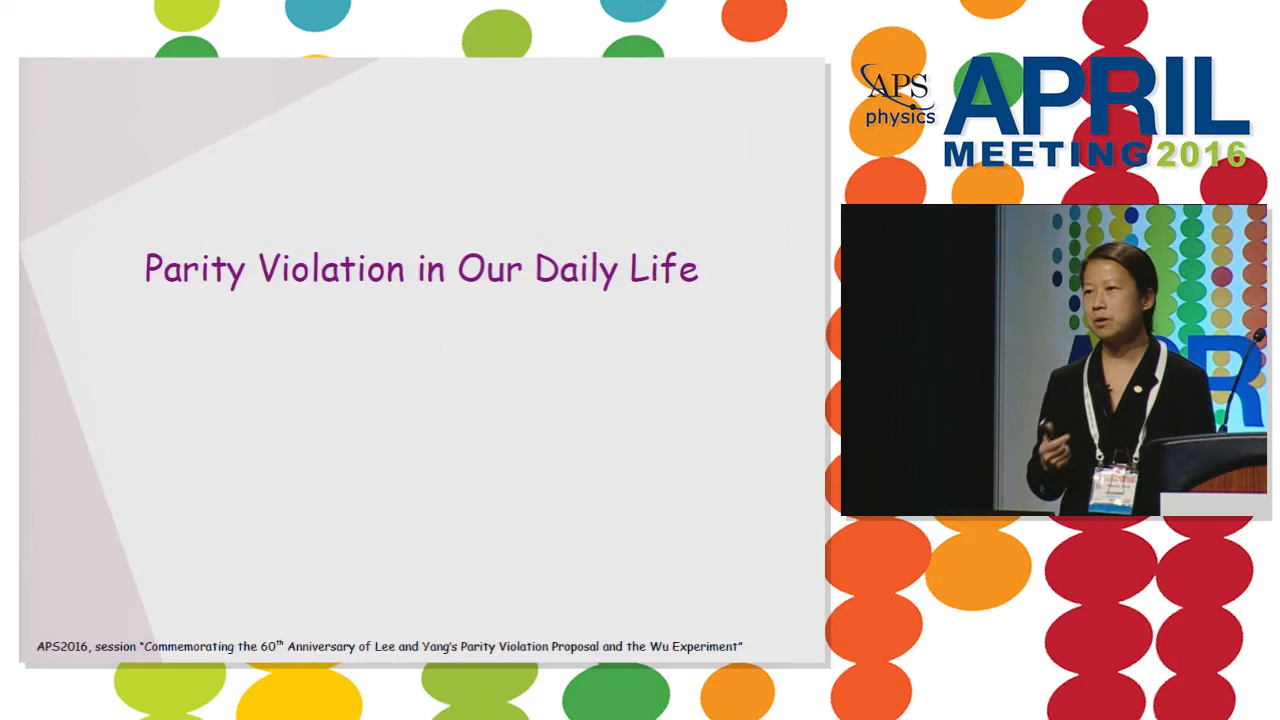 Parity Violation in Our Daily Life
APS2016, session “Commemorating the 60th Anniversary of Lee and Yang’s Parity Violation Proposal and the Wu Experiment”
APS
physics
APRIL
MEETING 2016